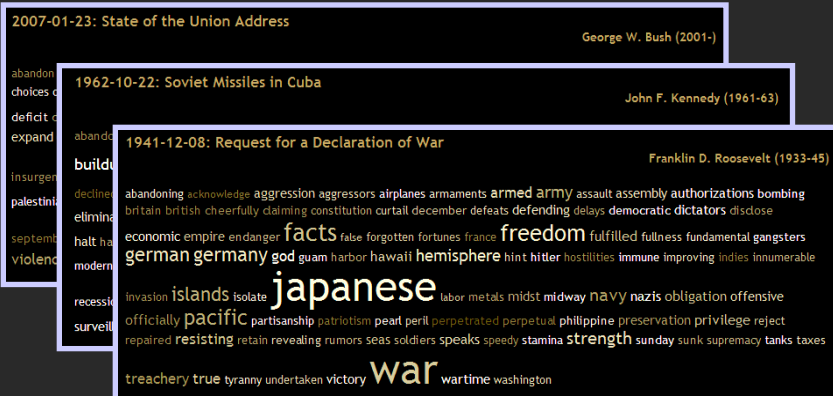 2007-01-23: State of the Union Address
George W. Bush (2001-)
abandon
choices
deficit
expand
insurgen
palestinia
septemb
violenc
1962-10-22: Soviet Missiles in Cuba
John F. Kennedy (1961-63)
abando
buildu
declined
elimina
halt ha
modern
recessio
surveill
1941-12-08: Request for a Declaration of War
Franklin D. Roosevelt (1933-45)
abandoning acknowledge aggression aggressors airplanes armaments armed army assault assembly authorizations bombing
britain british cheerfully claiming constitution curtail december defeats defending delays democratic dictators disclose
economic empire endanger facts false forgotten fortunes france freedom fulfilled fullness fundamental gangsters
german germany god guam harbor hawaii hemisphere hint hitler hostilities immune improving indies innumerable
invasion islands isolate japanese labor metals midst midway navy nazis obligation offensive
officially pacific partisanship patriotism pearl peril perpetrated perpetual philippine preservation privilege reject
repaired resisting retain revealing rumors seas soldiers speaks speedy stamina strength sunday sunk supremacy tanks taxes
treachery true tyranny undertaken victory war wartime washington